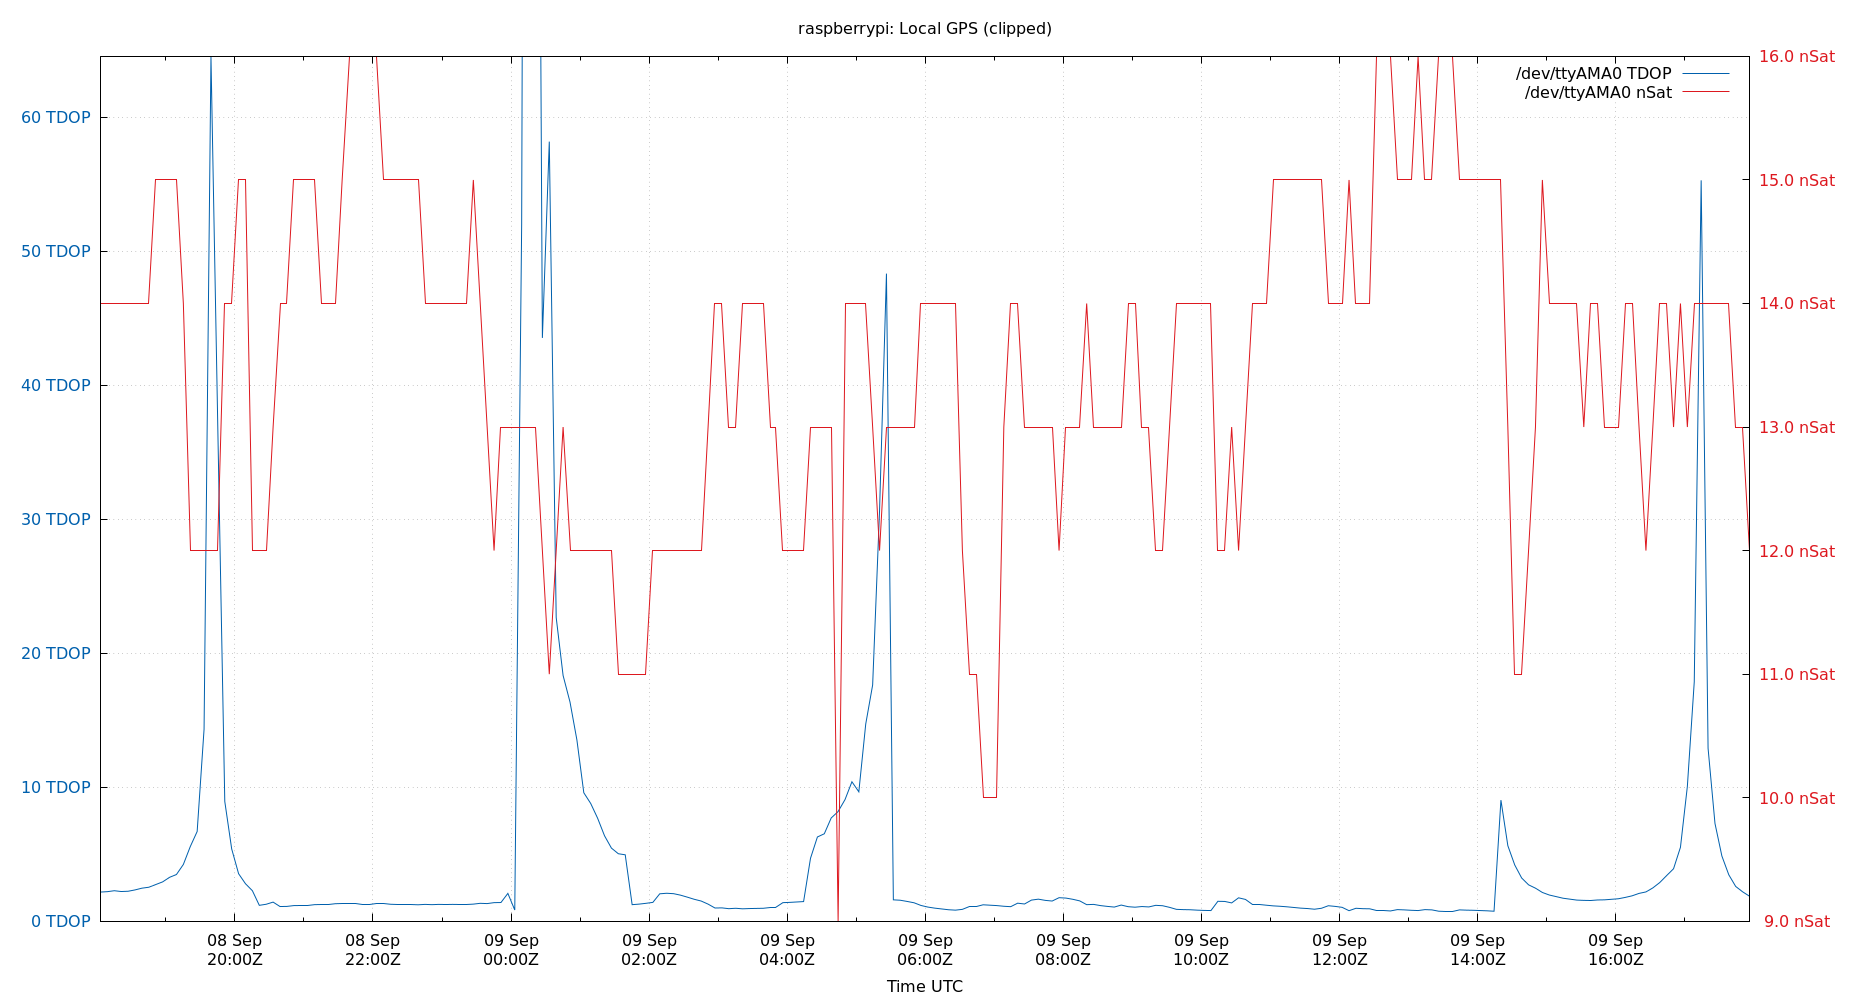 raspberrypi: Local GPS (clipped)
/dev/ttyAMA0 TDOP
/dev/ttyAMA0 nSat
60 TDOP
50 TDOP
40 TDOP
30 TDOP
20 TDOP
10 TDOP
0 TDOP
16.0 nSat
15.0 nSat
14.0 nSat
13.0 nSat
12.0 nSat
11.0 nSat
10.0 nSat
9.0 nSat
08 Sep
20:00Z
08 Sep
22:00Z
09 Sep
00:00Z
09 Sep
02:00Z
09 Sep
04:00Z
09 Sep
06:00Z
09 Sep
08:00Z
09 Sep
10:00Z
09 Sep
12:00Z
09 Sep
14:00Z
09 Sep
16:00Z
Time UTC